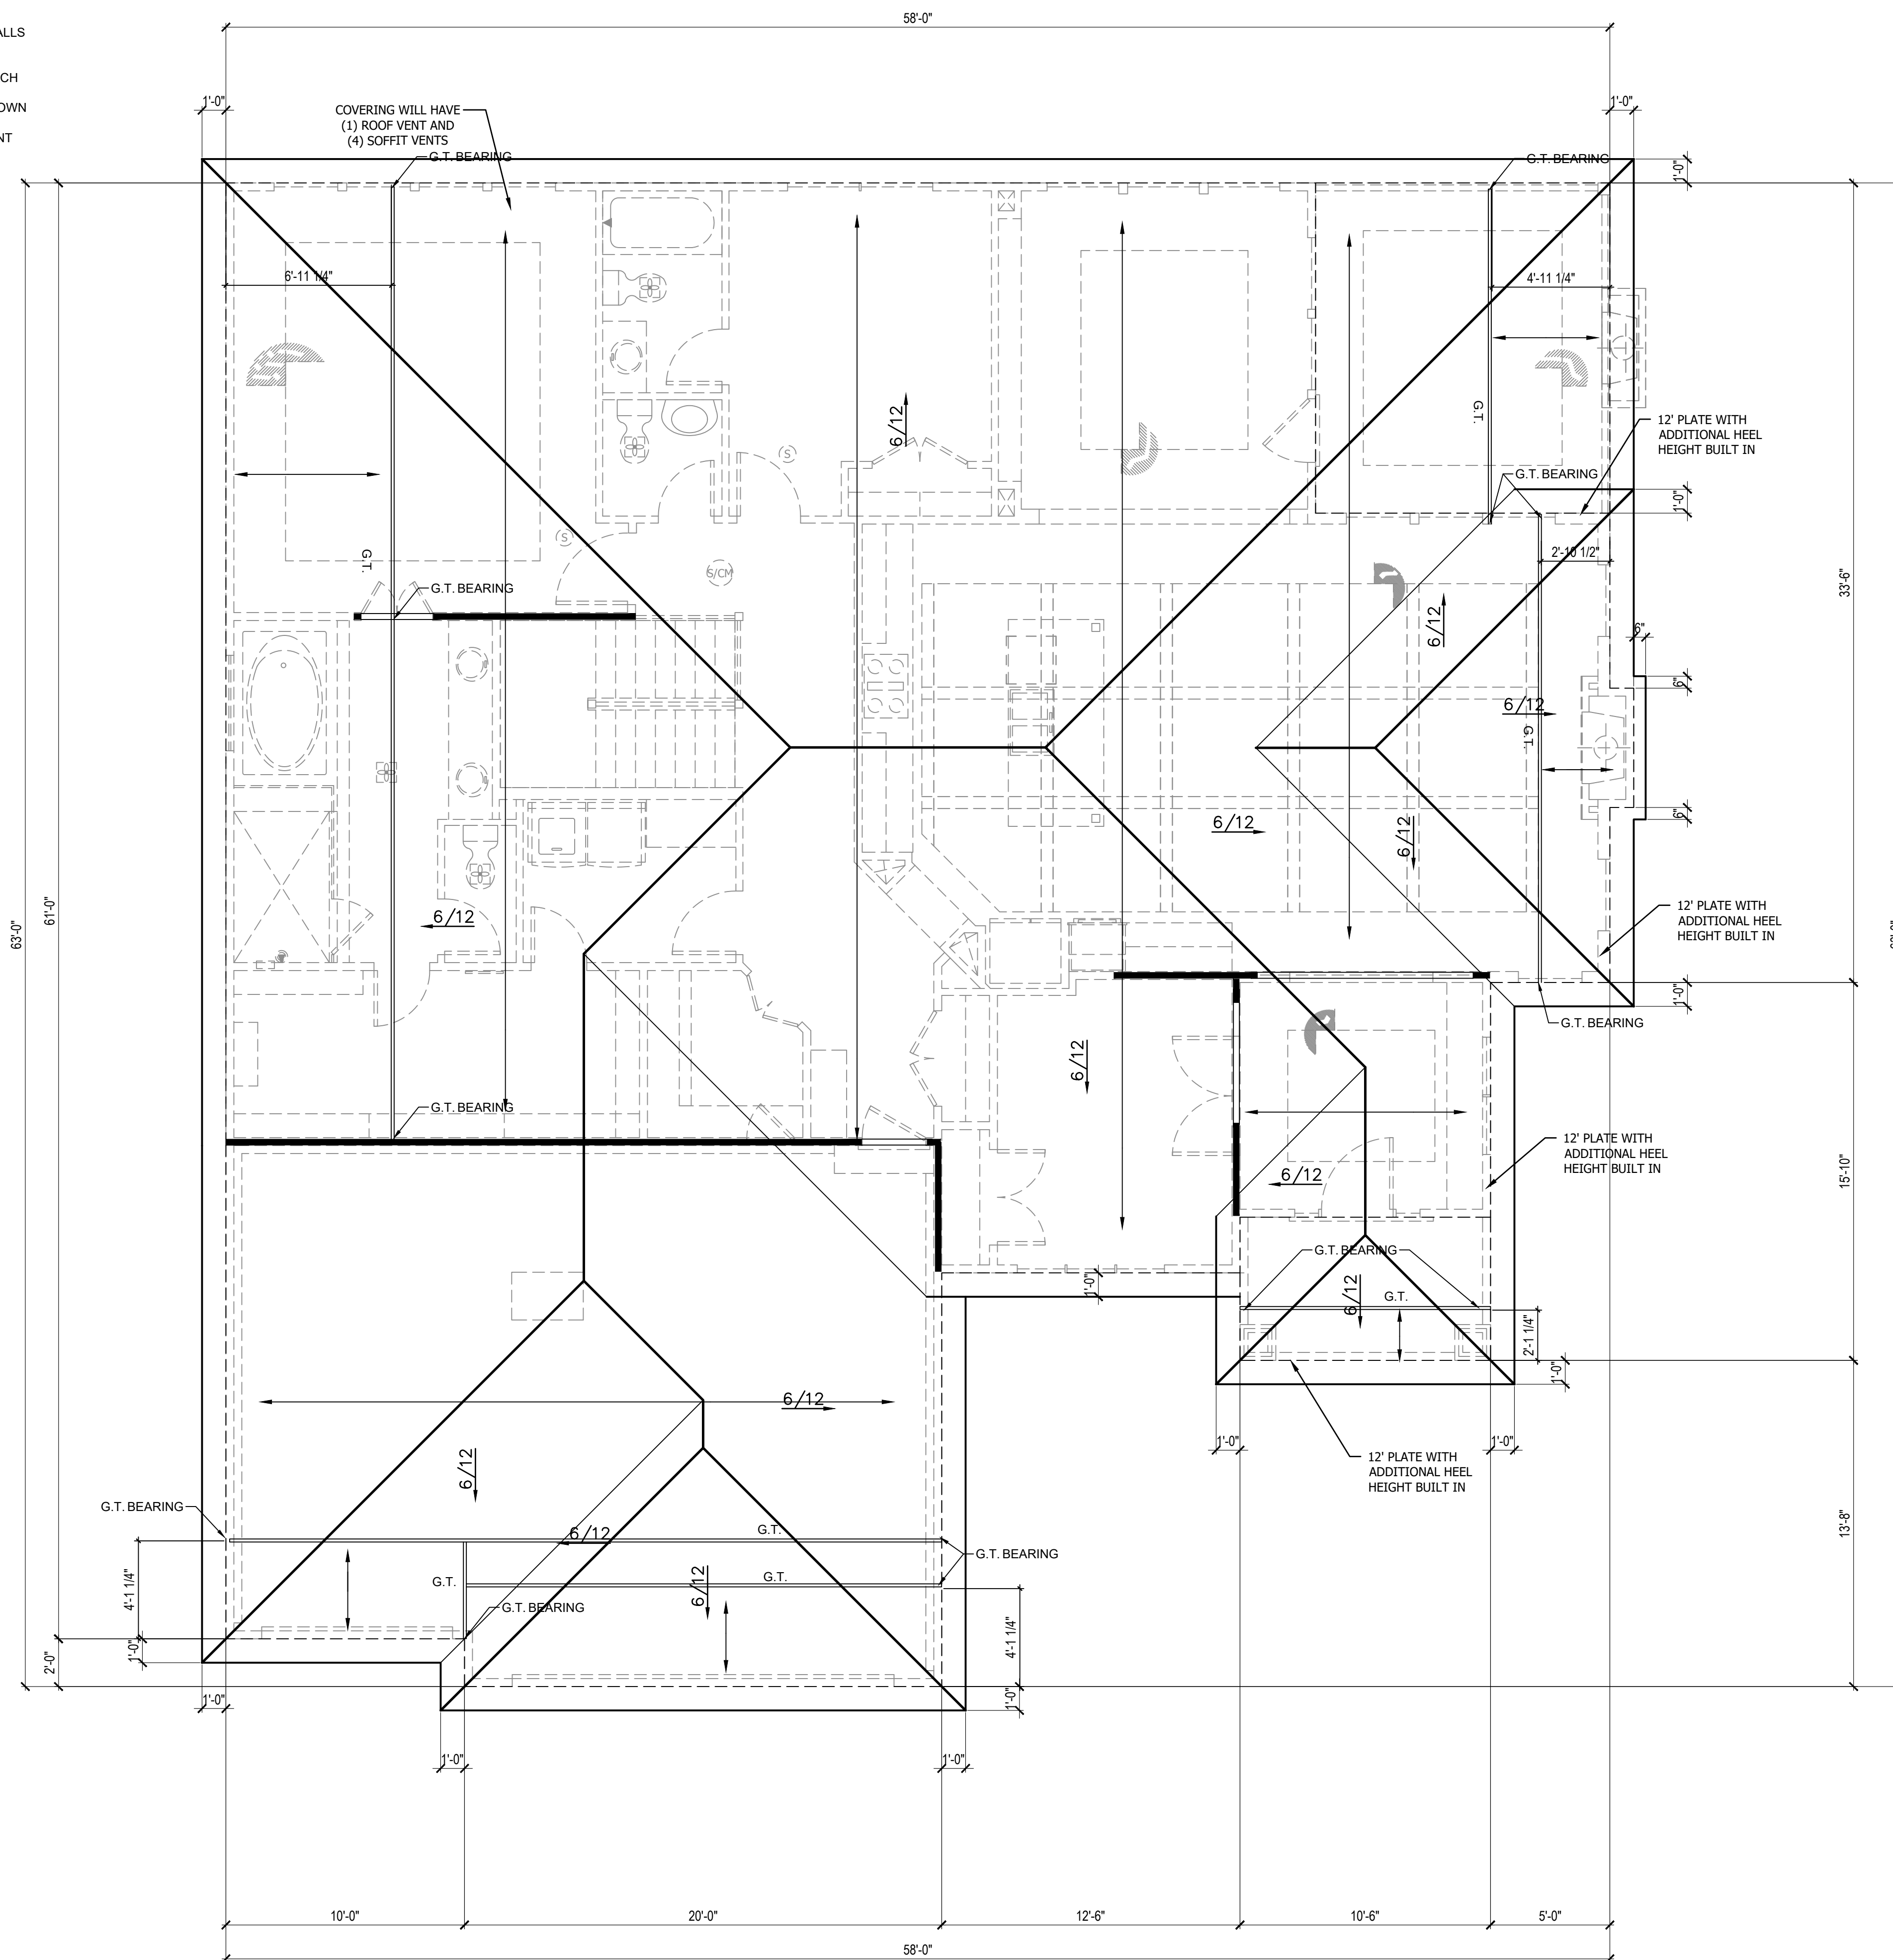 58'-0"
ALLS
CH
OWN
NT
1'-0"
1'-0"
COVERING WILL HAVE
(1) ROOF VENT AND
(4) SOFFIT VENTS
G.T. BEARING
G.T. BEARING
1'-0"
6'-11 1/4"
4'-11 1/4"
6/12
G.T.
12' PLATE WITH
ADDITIONAL HEEL
HEIGHT BUILT IN
S
G.T. BEARING
1'-0"
S
G.T.
S/CM
G.T. BEARING
2'-10 1/2"
33'-6"
6/12
6"
6"
6/12
G.T.
6"
6/12
6/12
6/12
63'-0"
61'-0"
12' PLATE WITH
ADDITIONAL HEEL
HEIGHT BUILT IN
1'-0"
G.T. BEARING
6/12
G.T. BEARING
12' PLATE WITH
ADDITIONAL HEEL
HEIGHT BUILT IN
15'-10"
6/12
G.T. BEARING
1'-0"
6/12
G.T.
2'-1 1/4"
1'-0"
6/12
1'-0"
1'-0"
6/12
12' PLATE WITH
ADDITIONAL HEEL
HEIGHT BUILT IN
G.T. BEARING
6/12
G.T.
13'-8"
G.T. BEARING
4'-1 1/4"
G.T.
G.T.
6/12
G.T. BEARING
4'-1 1/4"
1'-0"
2'-0"
1'-0"
1'-0"
1'-0"
1'-0"
10'-0"
20'-0"
12'-6"
10'-6"
5'-0"
58'-0"